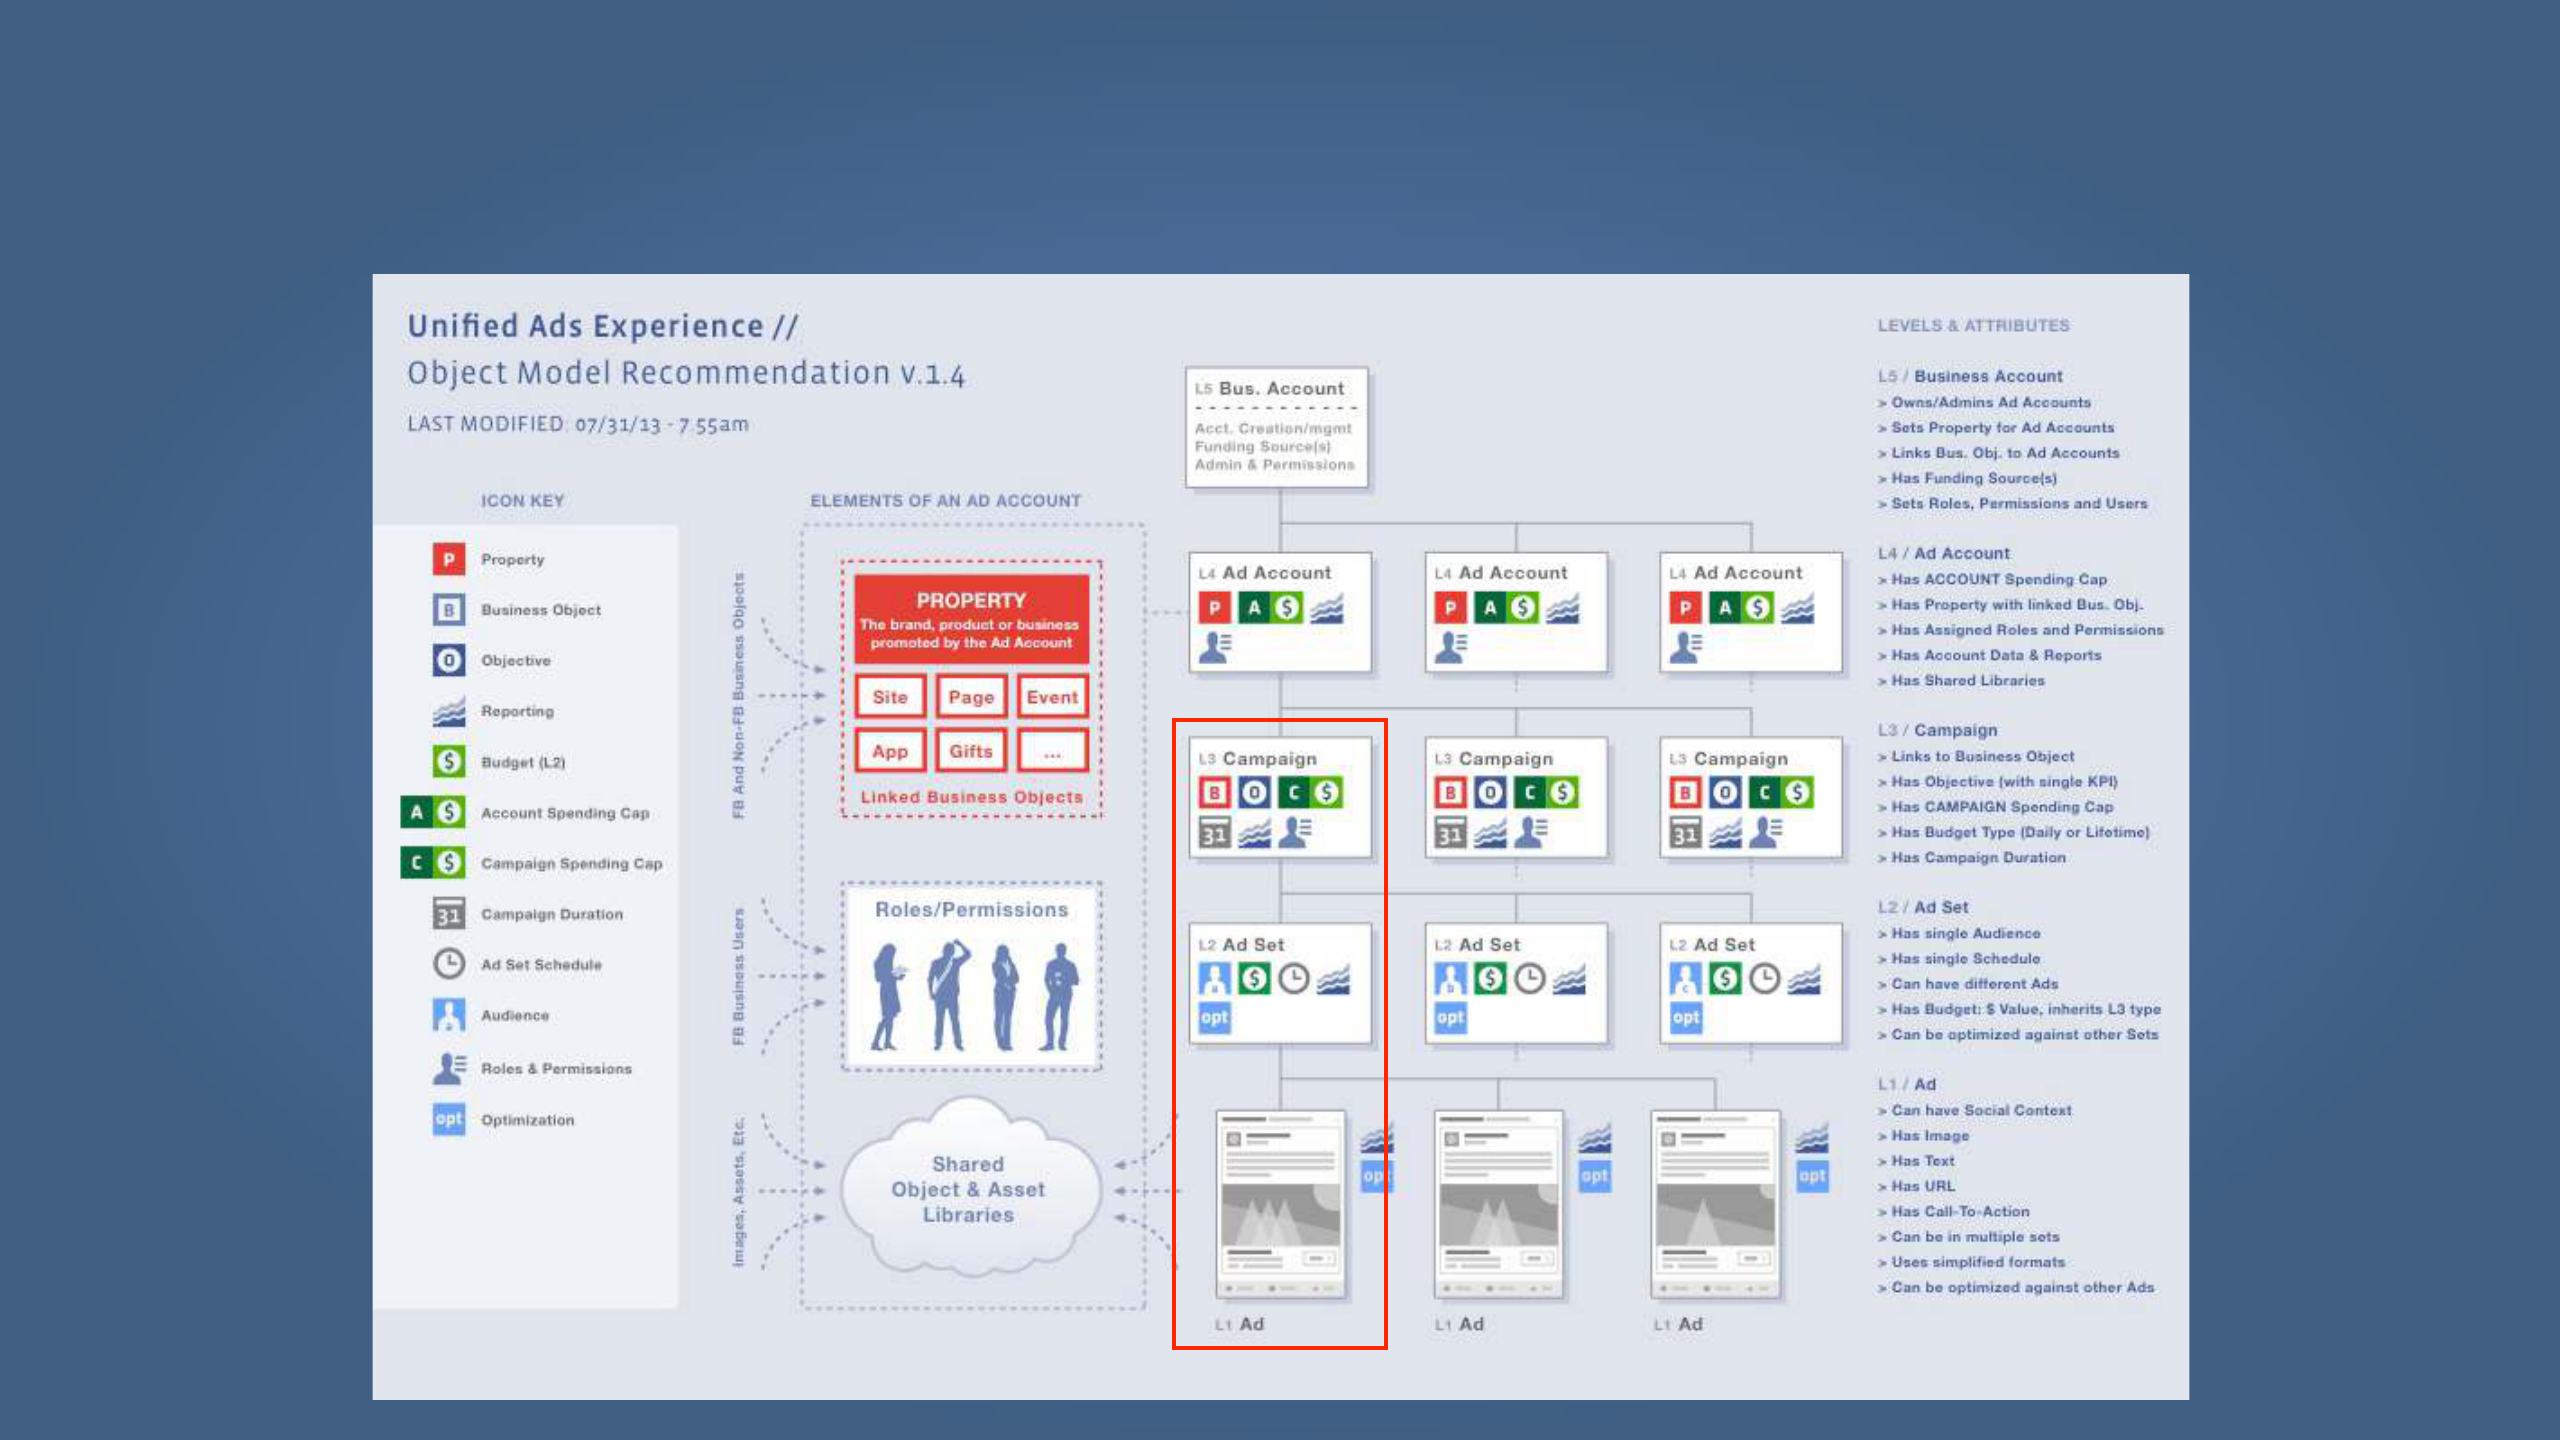 Unified Ads Experience //
Object Model Recommendation v.1.4
LAST MODIFIED: 07/31/13 - 7.55am
ICON KEY
P Property
B Business Object
O Objective
Reporting
$ Budget (L2)
A $ Account Spending Cap
C $ Campaign Spending Cap
31 Campaign Duration
Ad Set Schedule
Audience
Roles & Permissions
opt Optimization
ELEMENTS OF AN AD ACCOUNT
FB And Non-FB Business Objects
PROPERTY
The brand, product or business
promoted by the Ad Account
Site Page Event
App Gifts ...
Linked Business Objects
FB Business Users
Roles/Permissions
Images, Assets, Etc.
Shared
Object & Asset
Libraries
L5 Bus. Account
Acct. Creation/mgmt
Funding Source(s)
Admin & Permissions
L4 Ad Account L4 Ad Account L4 Ad Account
P A $ P A $ P A $
L3 Campaign L3 Campaign L3 Campaign
B O C $ B O C $ B O C $
31 31 31
L2 Ad Set L2 Ad Set L2 Ad Set
$ $ $
opt opt opt
opt opt opt
L1 Ad L1 Ad L1 Ad
LEVELS & ATTRIBUTES
L5 / Business Account
> Owns/Admins Ad Accounts
> Sets Property for Ad Accounts
> Links Bus. Obj. to Ad Accounts
> Has Funding Source(s)
> Sets Roles, Permissions and Users
L4 / Ad Account
> Has ACCOUNT Spending Cap
> Has Property with linked Bus. Obj.
> Has Assigned Roles and Permissions
> Has Account Data & Reports
> Has Shared Libraries
L3 / Campaign
> Links to Business Object
> Has Objective (with single KPI)
> Has CAMPAIGN Spending Cap
> Has Budget Type (Daily or Lifetime)
> Has Campaign Duration
L2 / Ad Set
> Has single Audience
> Has single Schedule
> Can have different Ads
> Has Budget: $ Value, inherits L3 type
> Can be optimized against other Sets
L1 / Ad
> Can have Social Context
> Has Image
> Has Text
> Has URL
> Has Call-To-Action
> Can be in multiple sets
> Uses simplified formats
> Can be optimized against other Ads